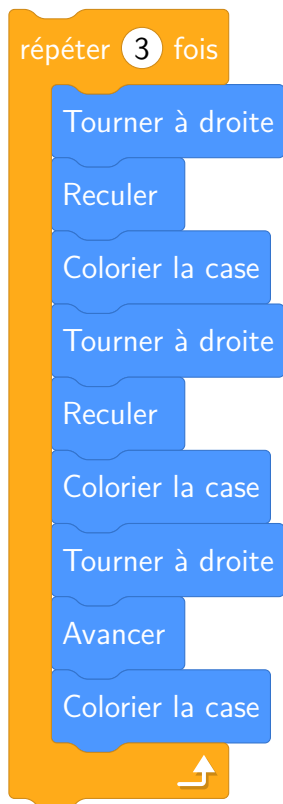 répéter 3 fois
Tourner à droite
Reculer
Colorier la case
Tourner à droite
Reculer
Colorier la case
Tourner à droite
Avancer
Colorier la case